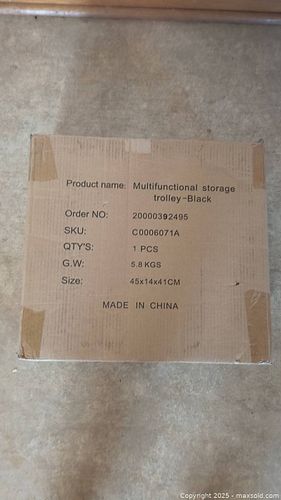 Product name: Multifunctional storage
trolley-Black
Order NO: 20000392495
SKU: C0006071A
QTY'S: 1 PCS
G.W: 5.8 KGS
Size: 45x14x41CM
MADE IN CHINA
Copyright 2025 - maxsold.com